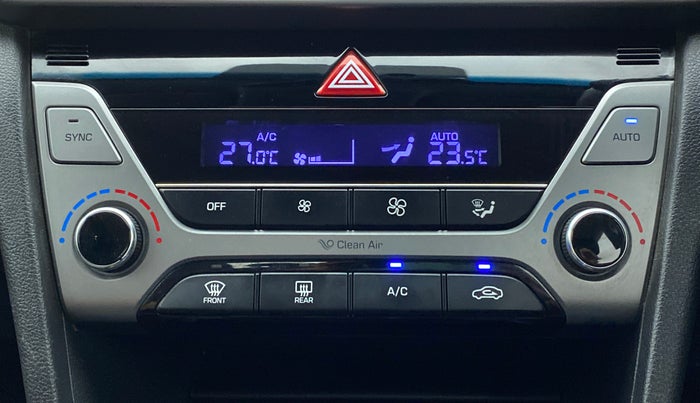 A/C
AUTO
27.0°C
23.5°C
SYNC
AUTO
OFF
Clean Air
FRONT
REAR
A/C